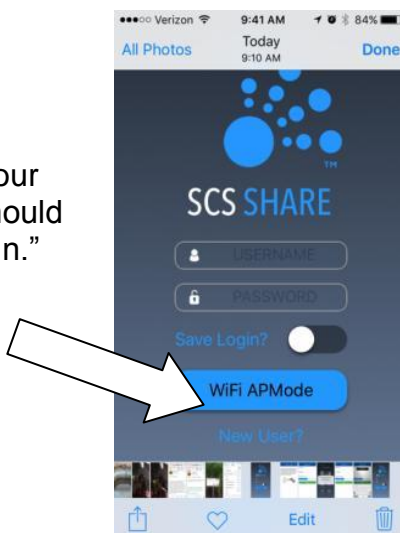 Verizon 9:41 AM 84%
All Photos Today Done
9:10 AM
TM
our
SCS SHARE
hould
n.”
USERNAME
PASSWORD
Save Login?
WiFi APMode
New User?
Edit